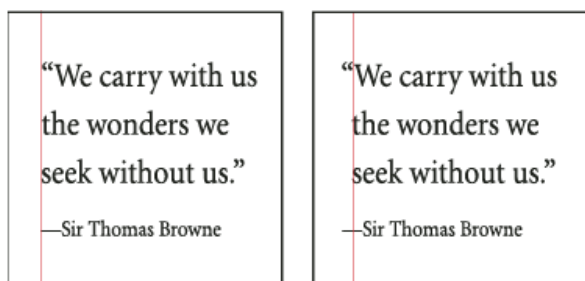 “We carry with us
the wonders we
seek without us.”
—Sir Thomas Browne
“We carry with us
the wonders we
seek without us.”
—Sir Thomas Browne